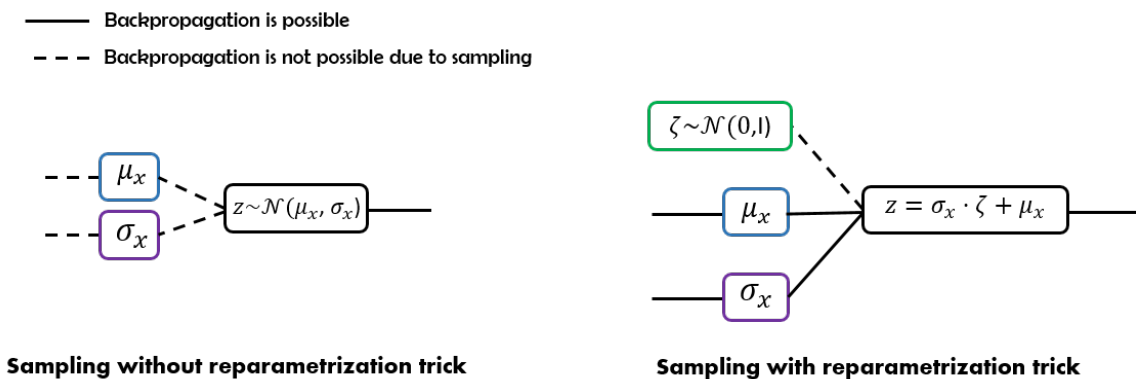 Backpropagation is possible
Backpropagation is not possible due to sampling
ζ~𝒩(0,I)
μₓ
z~𝒩(μₓ, σₓ)
σₓ
μₓ
z = σₓ · ζ + μₓ
σₓ
Sampling without reparametrization trick
Sampling with reparametrization trick